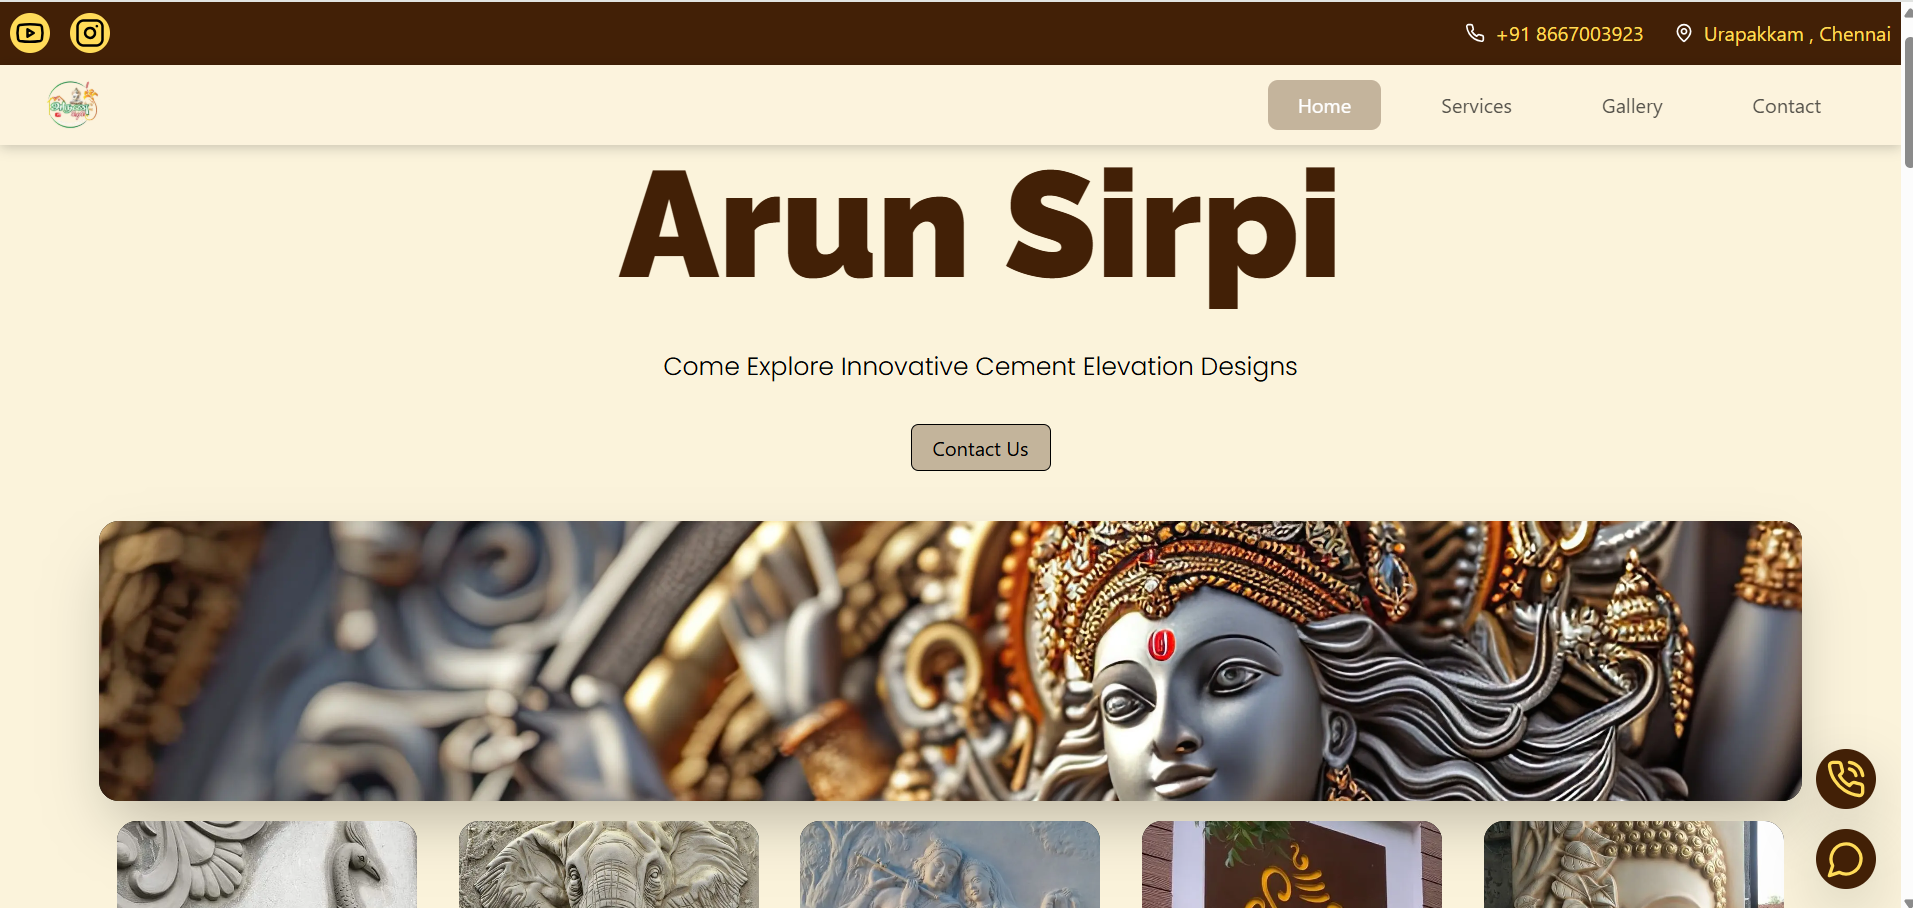 +91 8667003923
Urapakkam , Chennai
Home
Services
Gallery
Contact
Arun Sirpi
Come Explore Innovative Cement Elevation Designs
Contact Us